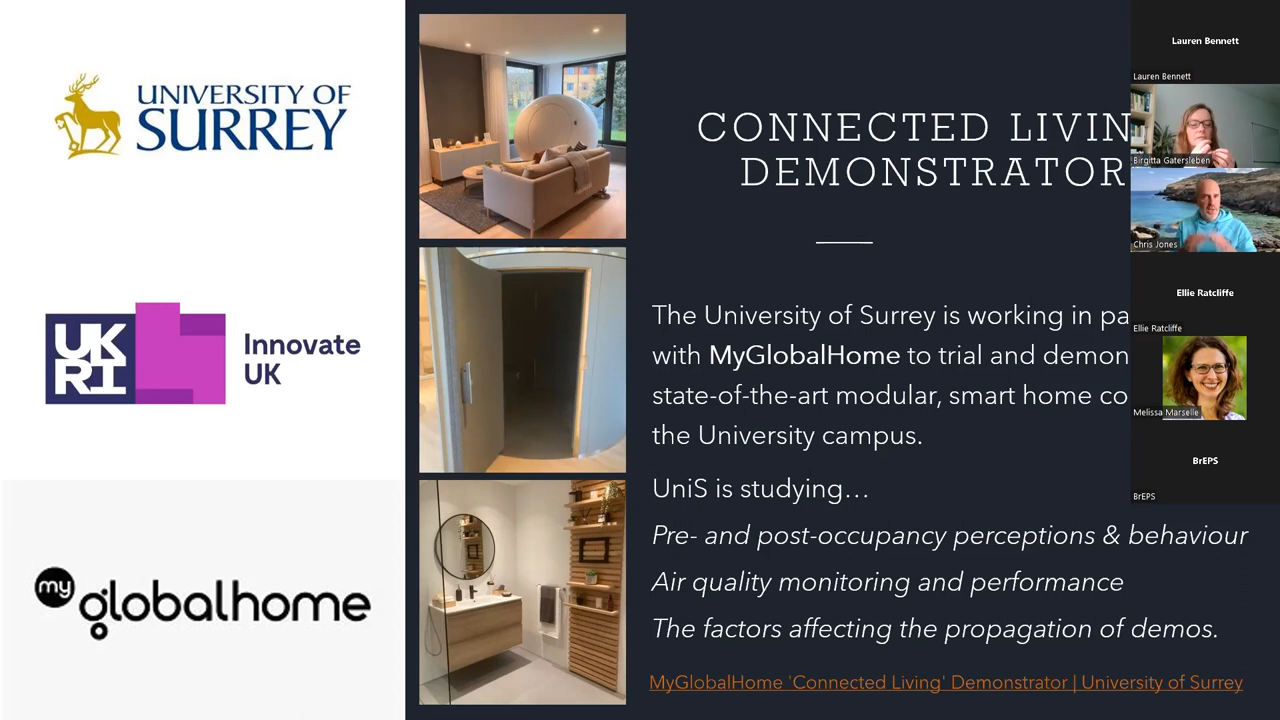 UNIVERSITY OF
SURREY
UK
RI
Innovate
UK
my
globalhome
CONNECTED LIVIN
DEMONSTRATOR
The University of Surrey is working in pa
with MyGlobalHome to trial and demon
state-of-the-art modular, smart home co
the University campus.
UniS is studying…
Pre- and post-occupancy perceptions & behaviour
Air quality monitoring and performance
The factors affecting the propagation of demos.
MyGlobalHome 'Connected Living' Demonstrator | University of Surrey
Lauren Bennett
Lauren Bennett
Birgitta Gatersleben
Chris Jones
Ellie Ratcliffe
Ellie Ratcliffe
Melissa Marselle
BrEPS
BrEPS